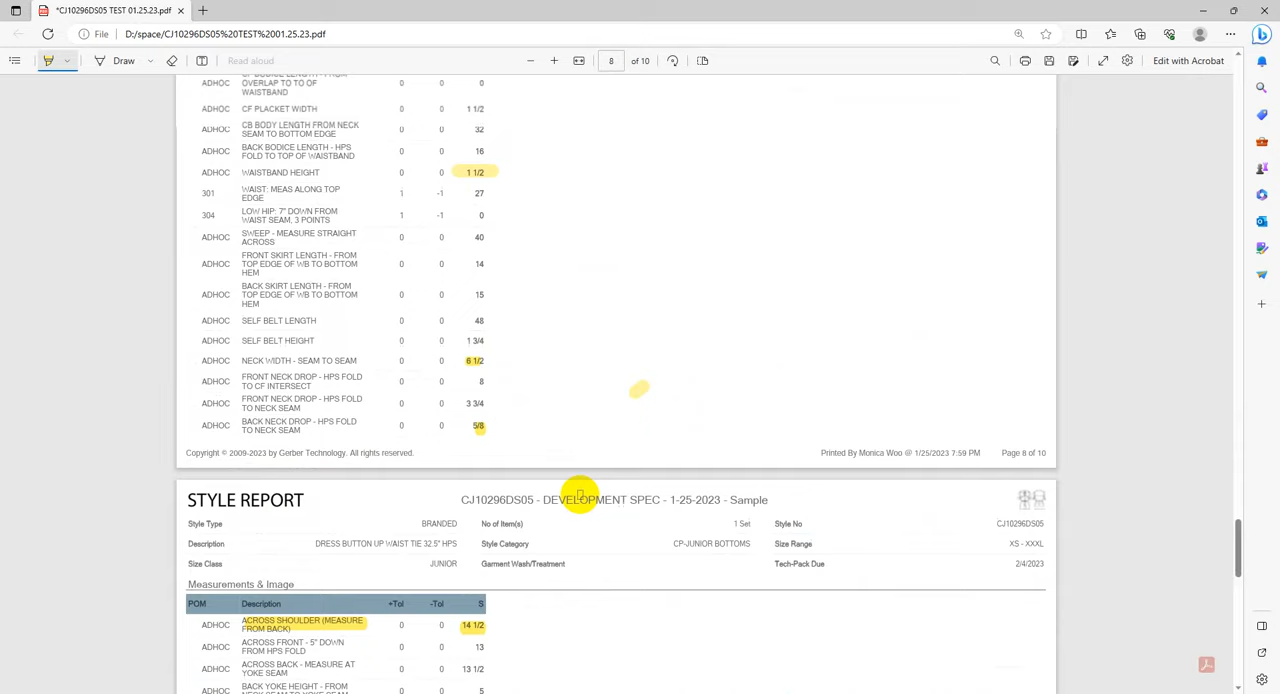 *CJ10296DS05 TEST 01.25.23.pdf
File D:/space/CJ10296DS05%20TEST%2001.25.23.pdf
Draw Read aloud 8 of 10 Edit with Acrobat
CF BODICE LENGTH - FROM
ADHOC OVERLAP TO TO OF 0 0 0
WAISTBAND
ADHOC CF PLACKET WIDTH 0 0 1 1/2
CB BODY LENGTH FROM NECK
ADHOC SEAM TO BOTTOM EDGE 0 0 32
ADHOC BACK BODICE LENGTH - HPS 0 0 16
FOLD TO TOP OF WAISTBAND
ADHOC WAISTBAND HEIGHT 0 0 1 1/2
301 WAIST: MEAS ALONG TOP 1 -1 27
EDGE
304 LOW HIP: 7" DOWN FROM 1 -1 0
WAIST SEAM, 3 POINTS
ADHOC SWEEP - MEASURE STRAIGHT 0 0 40
ACROSS
FRONT SKIRT LENGTH - FROM
ADHOC TOP EDGE OF WB TO BOTTOM 0 0 14
HEM
BACK SKIRT LENGTH - FROM
ADHOC TOP EDGE OF WB TO BOTTOM 0 0 15
HEM
ADHOC SELF BELT LENGTH 0 0 48
ADHOC SELF BELT HEIGHT 0 0 1 3/4
ADHOC NECK WIDTH - SEAM TO SEAM 0 0 6 1/2
ADHOC FRONT NECK DROP - HPS FOLD 0 0 8
TO CF INTERSECT
ADHOC FRONT NECK DROP - HPS FOLD 0 0 3 3/4
TO NECK SEAM
ADHOC BACK NECK DROP - HPS FOLD 0 0 5/8
TO NECK SEAM
Copyright © 2009-2023 by Gerber Technology. All rights reserved. Printed By Monica Woo @ 1/25/2023 7:59 PM Page 8 of 10
STYLE REPORT CJ10296DS05 - DEVELOPMENT SPEC - 1-25-2023 - Sample
Style Type BRANDED No of Item(s) 1 Set Style No CJ10296DS05
Description DRESS BUTTON UP WAIST TIE 32.5" HPS Style Category CP-JUNIOR BOTTOMS Size Range XS - XXXL
Size Class JUNIOR Garment Wash/Treatment Tech-Pack Due 2/4/2023
Measurements & Image
POM Description +Tol -Tol S
ADHOC ACROSS SHOULDER (MEASURE 0 0 14 1/2
FROM BACK)
ADHOC ACROSS FRONT - 5" DOWN 0 0 13
FROM HPS FOLD
ADHOC ACROSS BACK - MEASURE AT 0 0 13 1/2
YOKE SEAM
ADHOC BACK YOKE HEIGHT - FROM 0 0 5
NECK SEAM TO YOKE SEAM